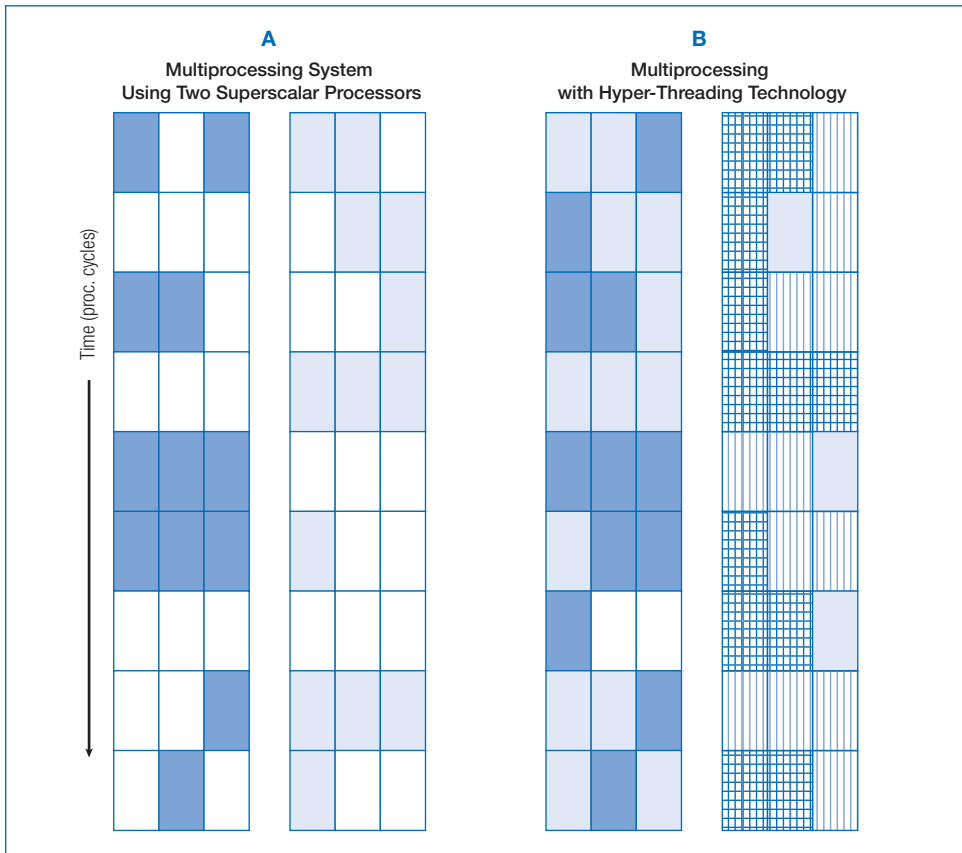 A
Multiprocessing System
Using Two Superscalar Processors
B
Multiprocessing
with Hyper-Threading Technology
Time (proc. cycles)